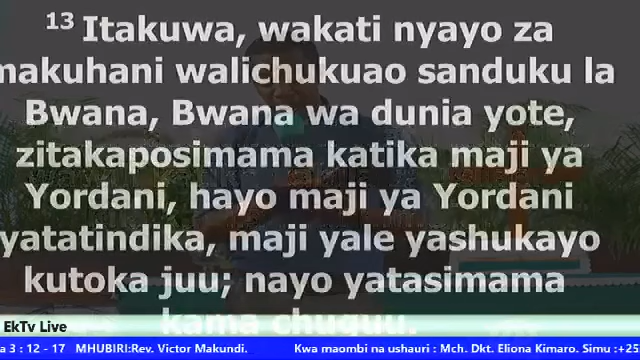 13 Itakuwa, wakati nyayo za
makuhani walichukuao sanduku la
Bwana, Bwana wa dunia yote,
zitakaposimama katika maji ya
Yordani, hayo maji ya Yordani
yatatindika, maji yale yashukayo
kutoka juu; nayo yatasimama
kama chuguu.
EkTv Live
a 3 : 12 - 17 MHUBIRI:Rev. Victor Makundi. Kwa maombi na ushauri : Mch. Dkt. Eliona Kimaro. Simu :+25